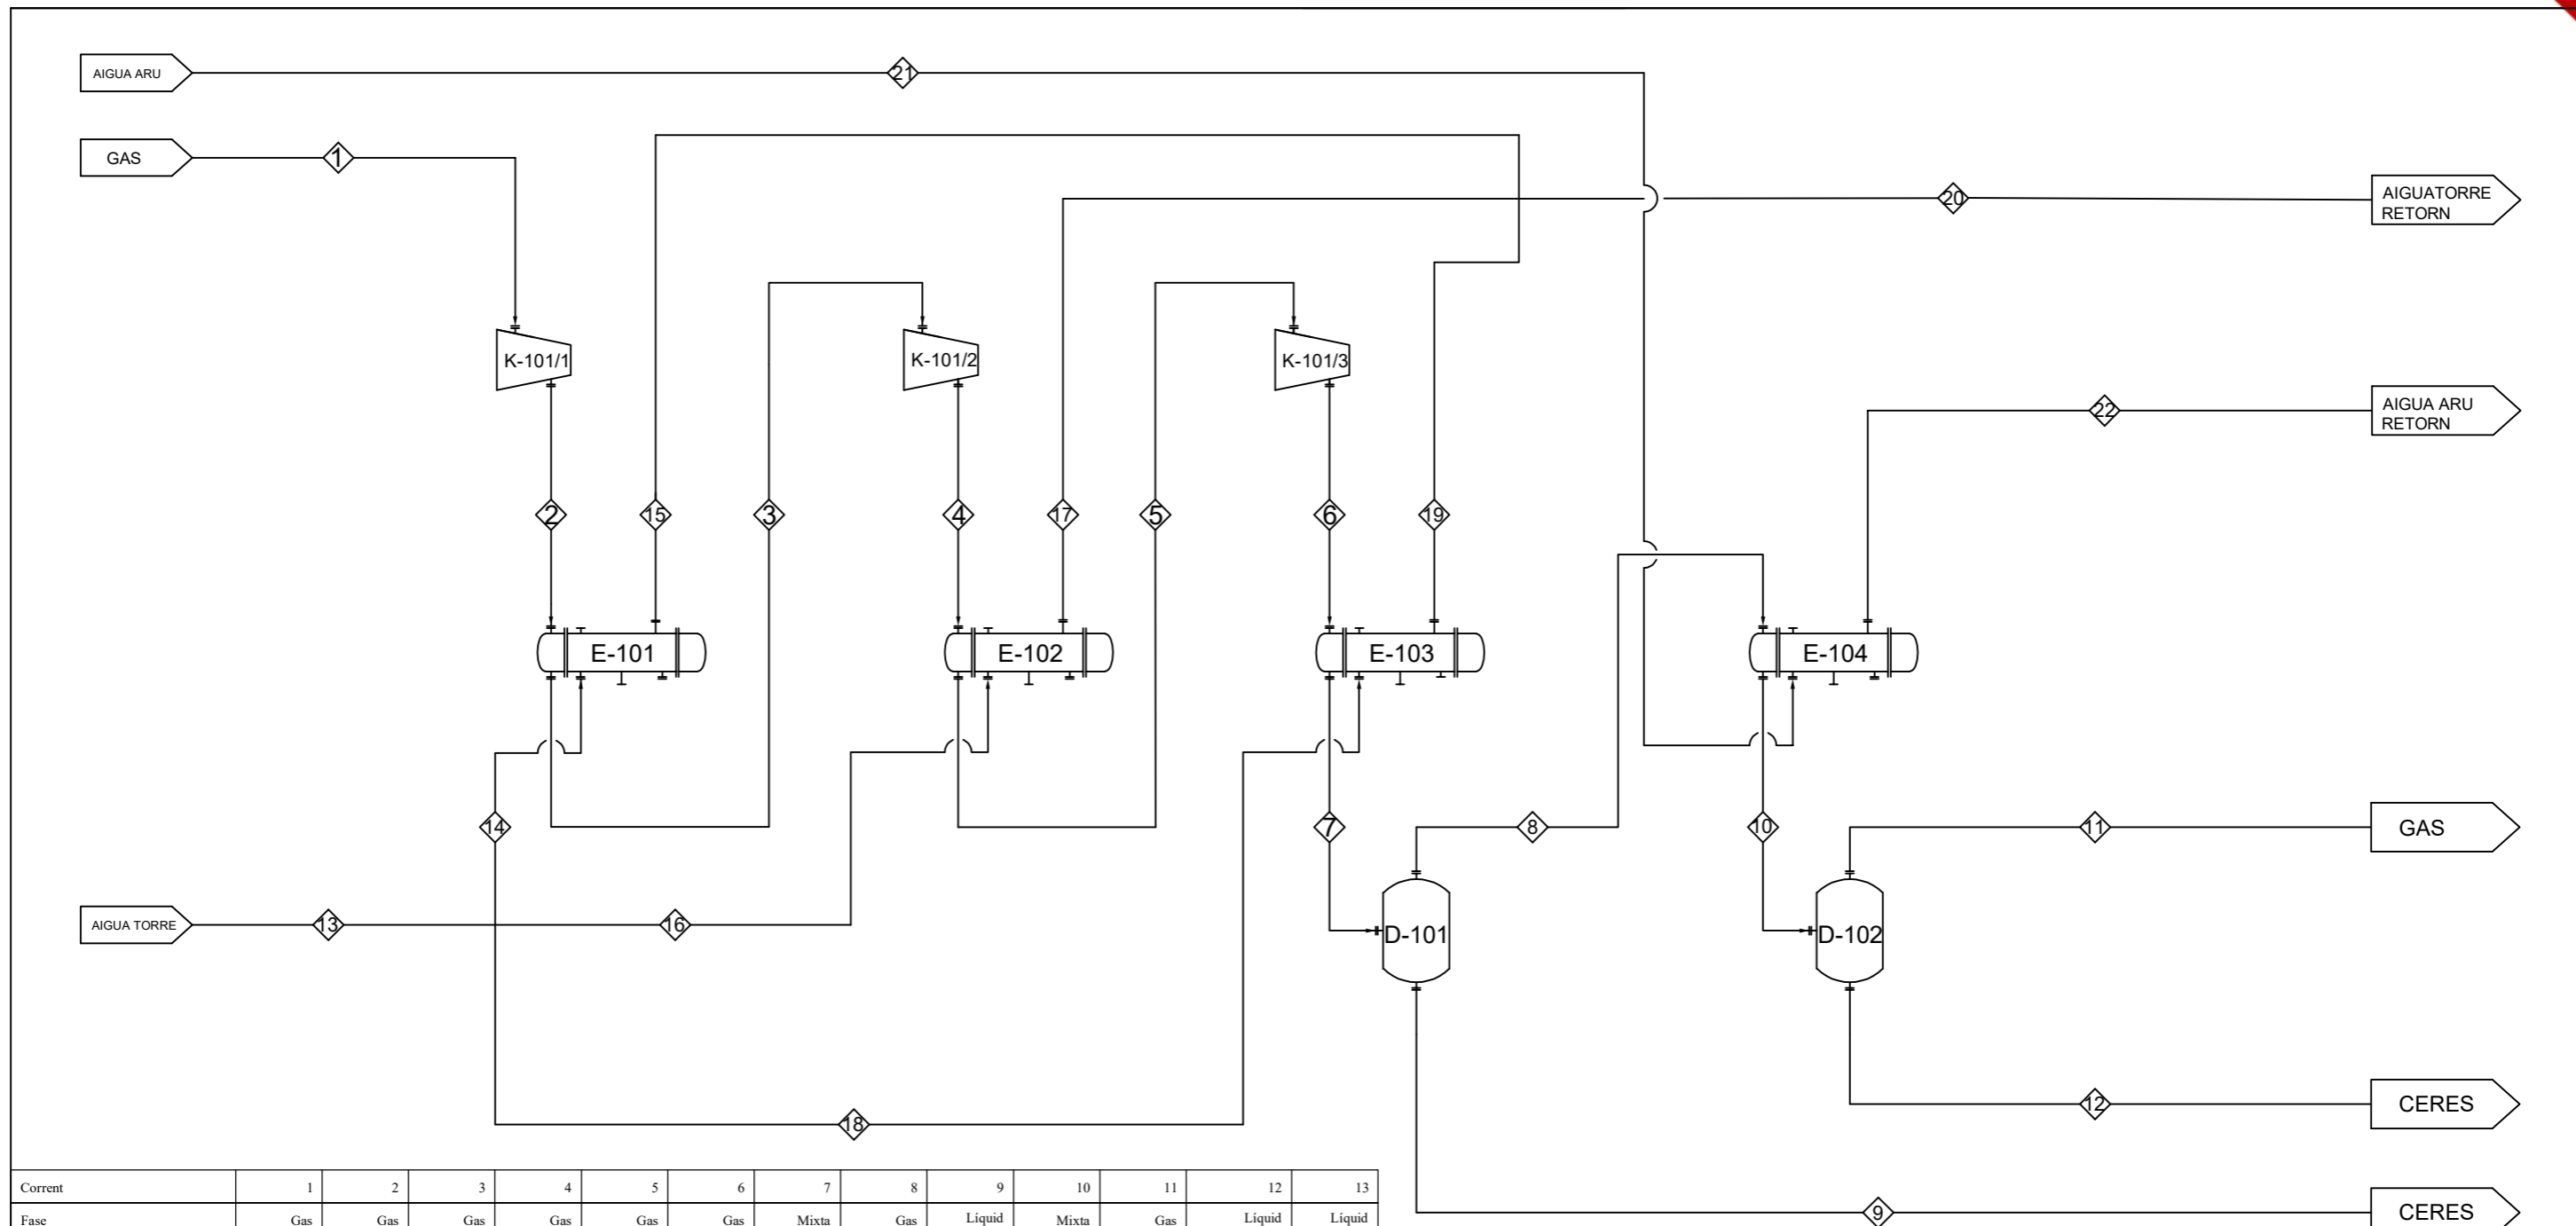 AIGUA ARU
21
GAS
1
AIGUATORRE
RETORN
20
K-101/1
K-101/2
K-101/3
AIGUA ARU
RETORN
22
2
15
3
4
17
5
6
19
E-101
E-102
E-103
E-104
14
7
8
10
11
GAS
AIGUA TORRE
13
16
D-101
D-102
18
12
CERES
Corrent 1 2 3 4 5 6 7 8 9 10 11 12 13
Fase Gas Gas Gas Gas Gas Gas Mixta Gas Líquid Mixta Gas Líquid Líquid
9
CERES